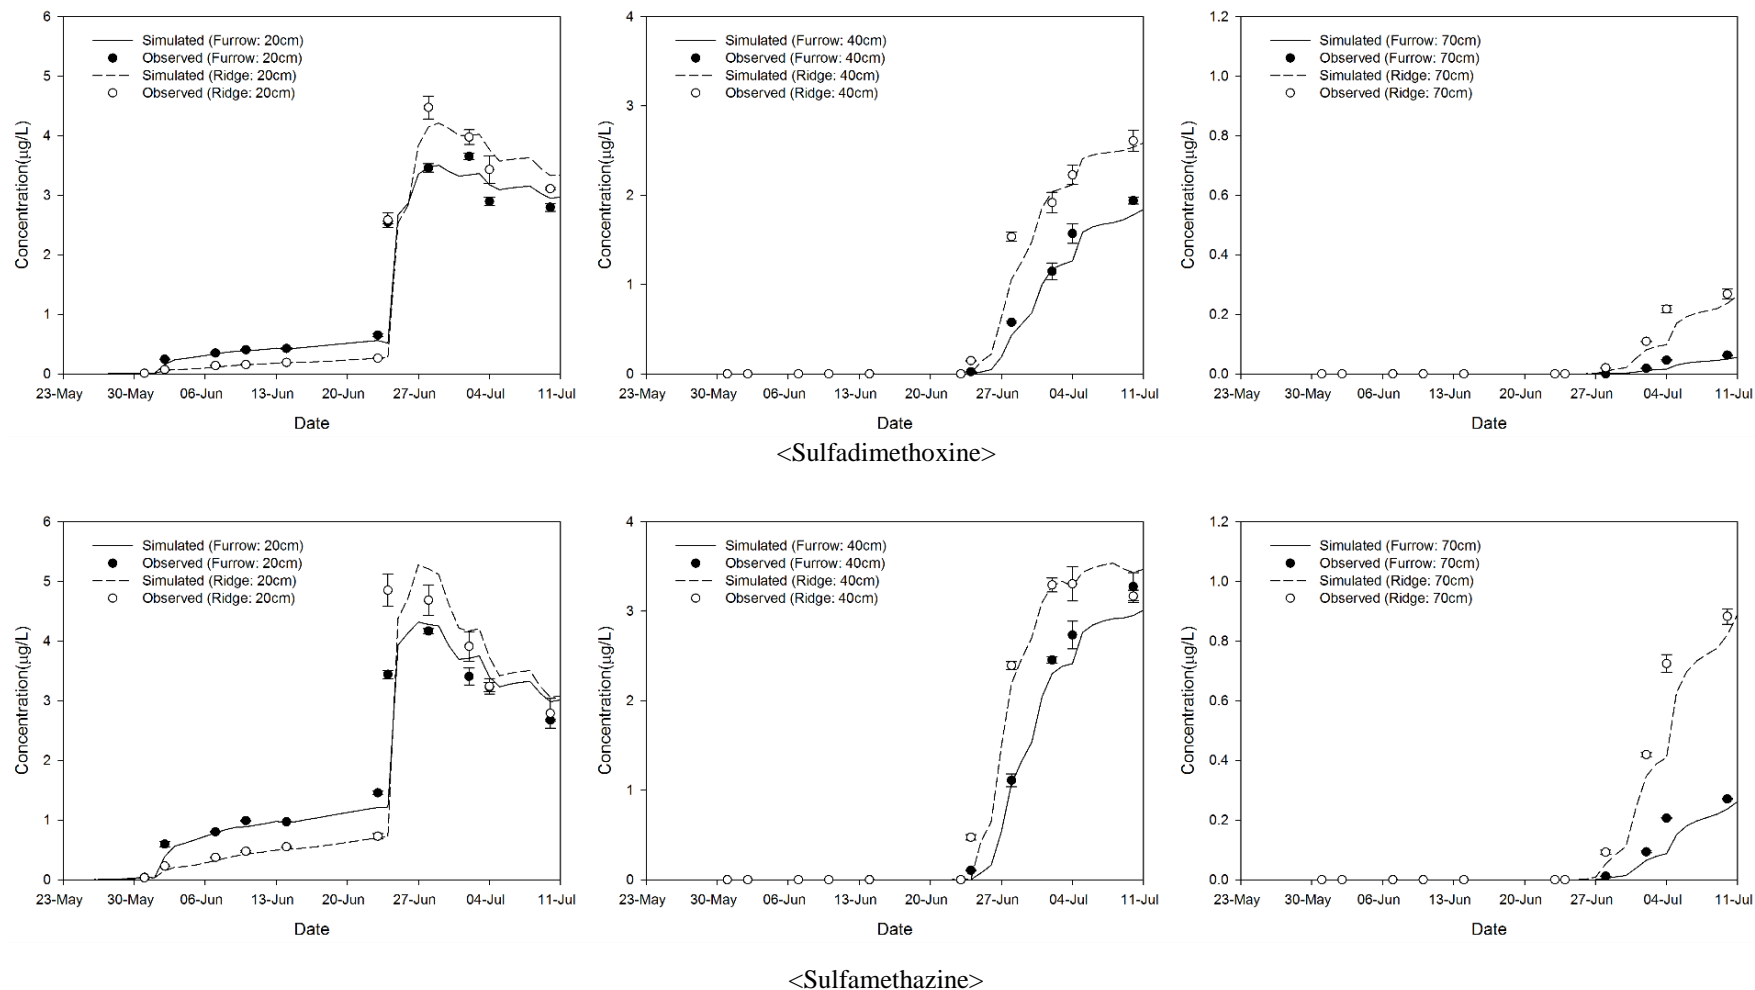 6
5
4
3
2
1
0
Concentration(µg/L)
Simulated (Furrow: 20cm)
Observed (Furrow: 20cm)
Simulated (Ridge: 20cm)
Observed (Ridge: 20cm)
23-May 30-May 06-Jun 13-Jun 20-Jun 27-Jun 04-Jul 11-Jul
Date
4
3
2
1
0
Concentration(µg/L)
Simulated (Furrow: 40cm)
Observed (Furrow: 40cm)
Simulated (Ridge: 40cm)
Observed (Ridge: 40cm)
23-May 30-May 06-Jun 13-Jun 20-Jun 27-Jun 04-Jul 11-Jul
Date
1.2
1.0
0.8
0.6
0.4
0.2
0.0
Concentration(µg/L)
Simulated (Furrow: 70cm)
Observed (Furrow: 70cm)
Simulated (Ridge: 70cm)
Observed (Ridge: 70cm)
23-May 30-May 06-Jun 13-Jun 20-Jun 27-Jun 04-Jul 11-Jul
Date
<Sulfadimethoxine>
6
5
4
3
2
1
0
Concentration(µg/L)
Simulated (Furrow: 20cm)
Observed (Furrow: 20cm)
Simulated (Ridge: 20cm)
Observed (Ridge: 20cm)
23-May 30-May 06-Jun 13-Jun 20-Jun 27-Jun 04-Jul 11-Jul
Date
4
3
2
1
0
Concentration(µg/L)
Simulated (Furrow: 40cm)
Observed (Furrow: 40cm)
Simulated (Ridge: 40cm)
Observed (Ridge: 40cm)
23-May 30-May 06-Jun 13-Jun 20-Jun 27-Jun 04-Jul 11-Jul
Date
1.2
1.0
0.8
0.6
0.4
0.2
0.0
Concentration(µg/L)
Simulated (Furrow: 70cm)
Observed (Furrow: 70cm)
Simulated (Ridge: 70cm)
Observed (Ridge: 70cm)
23-May 30-May 06-Jun 13-Jun 20-Jun 27-Jun 04-Jul 11-Jul
Date
<Sulfamethazine>